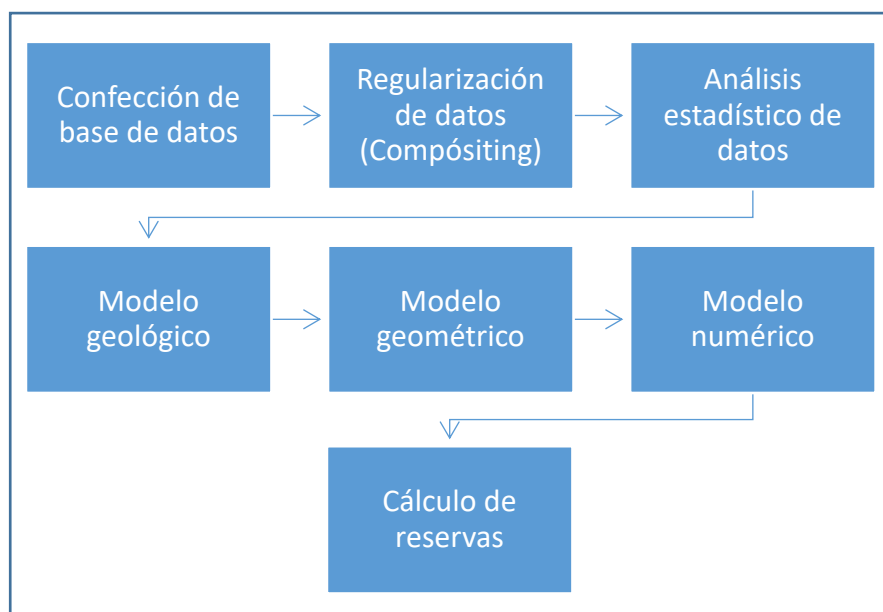 Confección de
base de datos
Regularización
de datos
(Compósiting)
Análisis
estadístico de
datos
Modelo
geológico
Modelo
geométrico
Modelo
numérico
Cálculo de
reservas